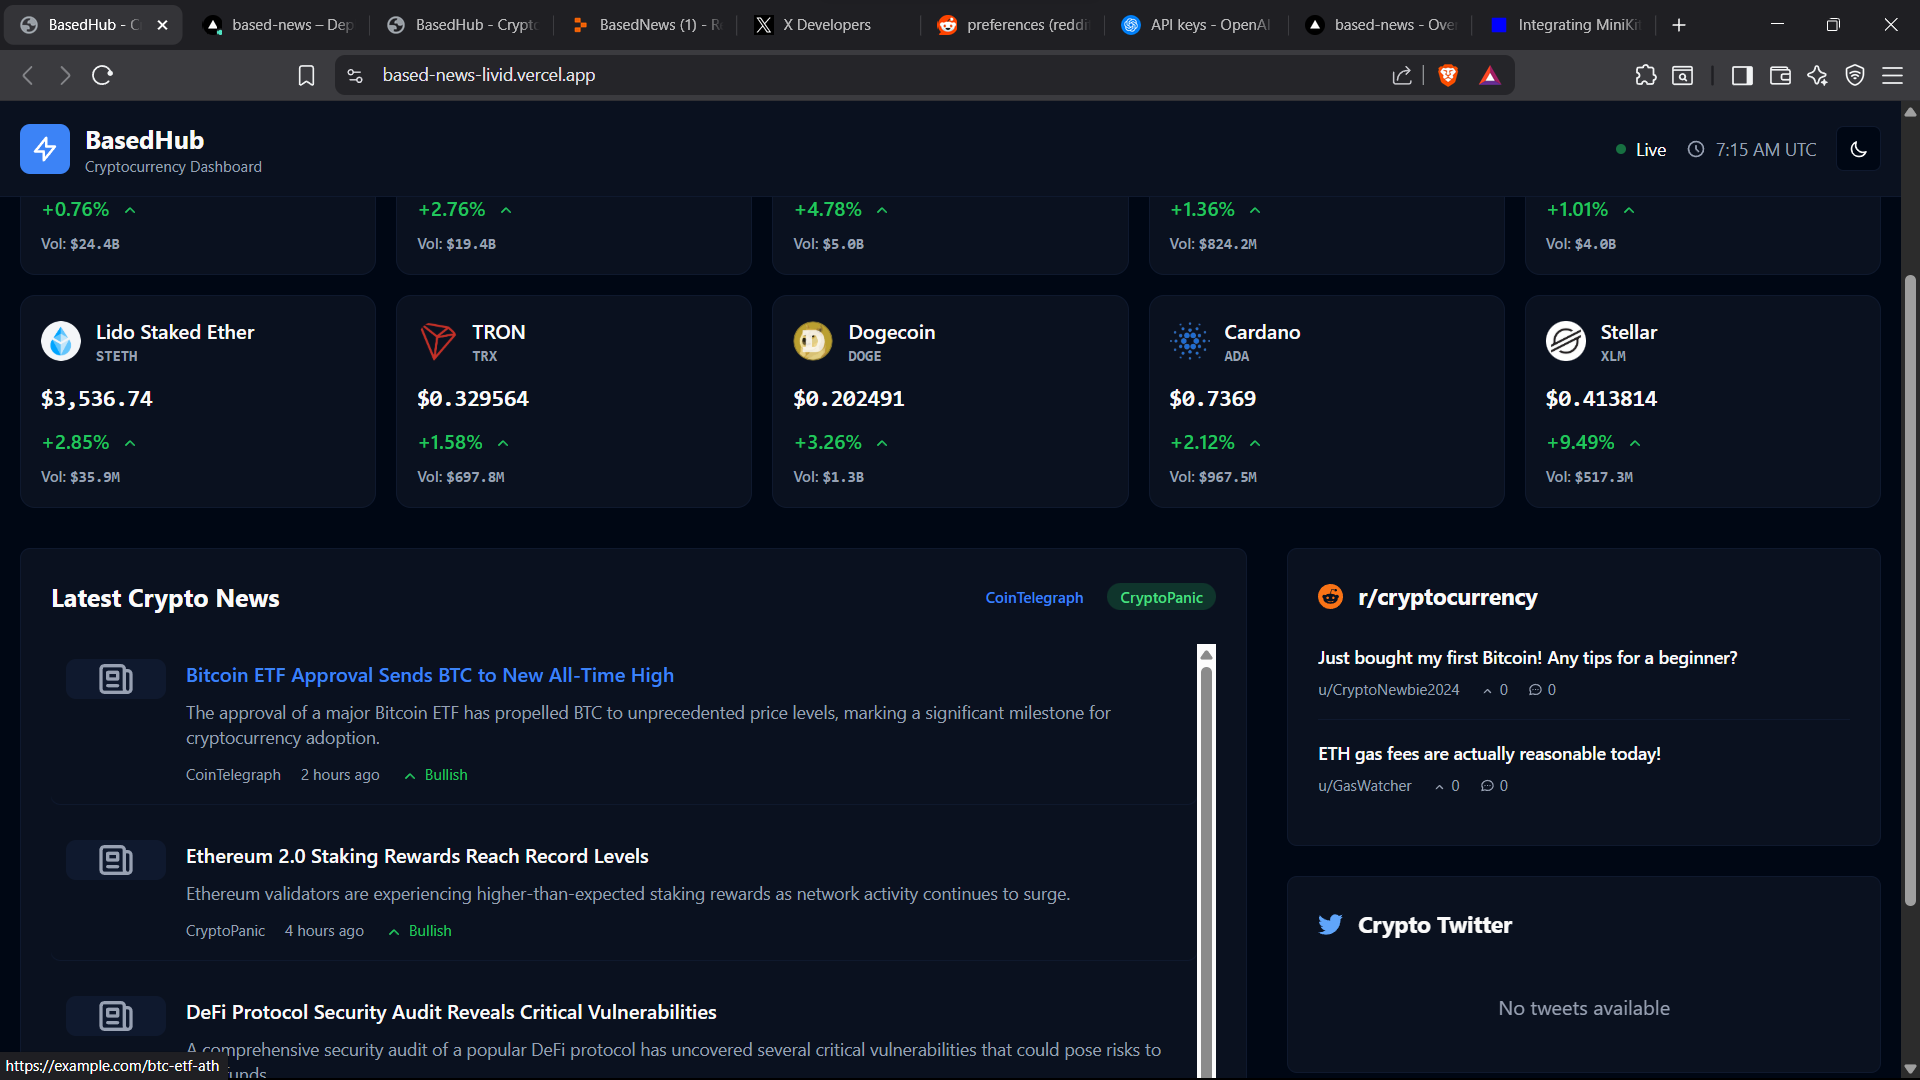 BasedHub - C
based-news – Dep
BasedHub - Crypto
BasedNews (1) - R
X Developers
preferences (reddi
API keys - OpenAI
based-news - Ove
Integrating MiniKi
based-news-livid.vercel.app
BasedHub
Cryptocurrency Dashboard
Live
7:15 AM UTC
+0.76%
+2.76%
+4.78%
+1.36%
+1.01%
Vol: $24.4B
Vol: $19.4B
Vol: $5.0B
Vol: $824.2M
Vol: $4.0B
Lido Staked Ether
STETH
$3,536.74
+2.85%
Vol: $35.9M
TRON
TRX
$0.329564
+1.58%
Vol: $697.8M
Dogecoin
DOGE
$0.202491
+3.26%
Vol: $1.3B
Cardano
ADA
$0.7369
+2.12%
Vol: $967.5M
Stellar
XLM
$0.413814
+9.49%
Vol: $517.3M
Latest Crypto News
CoinTelegraph
CryptoPanic
Bitcoin ETF Approval Sends BTC to New All-Time High
The approval of a major Bitcoin ETF has propelled BTC to unprecedented price levels, marking a significant milestone for
cryptocurrency adoption.
CoinTelegraph 2 hours ago Bullish
Ethereum 2.0 Staking Rewards Reach Record Levels
Ethereum validators are experiencing higher-than-expected staking rewards as network activity continues to surge.
CryptoPanic 4 hours ago Bullish
DeFi Protocol Security Audit Reveals Critical Vulnerabilities
A comprehensive security audit of a popular DeFi protocol has uncovered several critical vulnerabilities that could pose risks to
funds.
r/cryptocurrency
Just bought my first Bitcoin! Any tips for a beginner?
u/CryptoNewbie2024 0 0
ETH gas fees are actually reasonable today!
u/GasWatcher 0 0
Crypto Twitter
No tweets available
https://example.com/btc-etf-ath